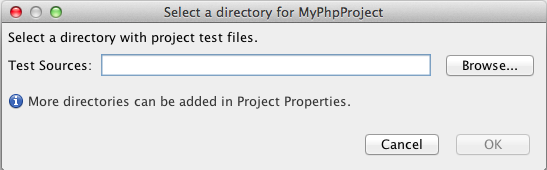 Select a directory for MyPhpProject
Select a directory with project test files.
Test Sources:
Browse...
More directories can be added in Project Properties.
Cancel
OK